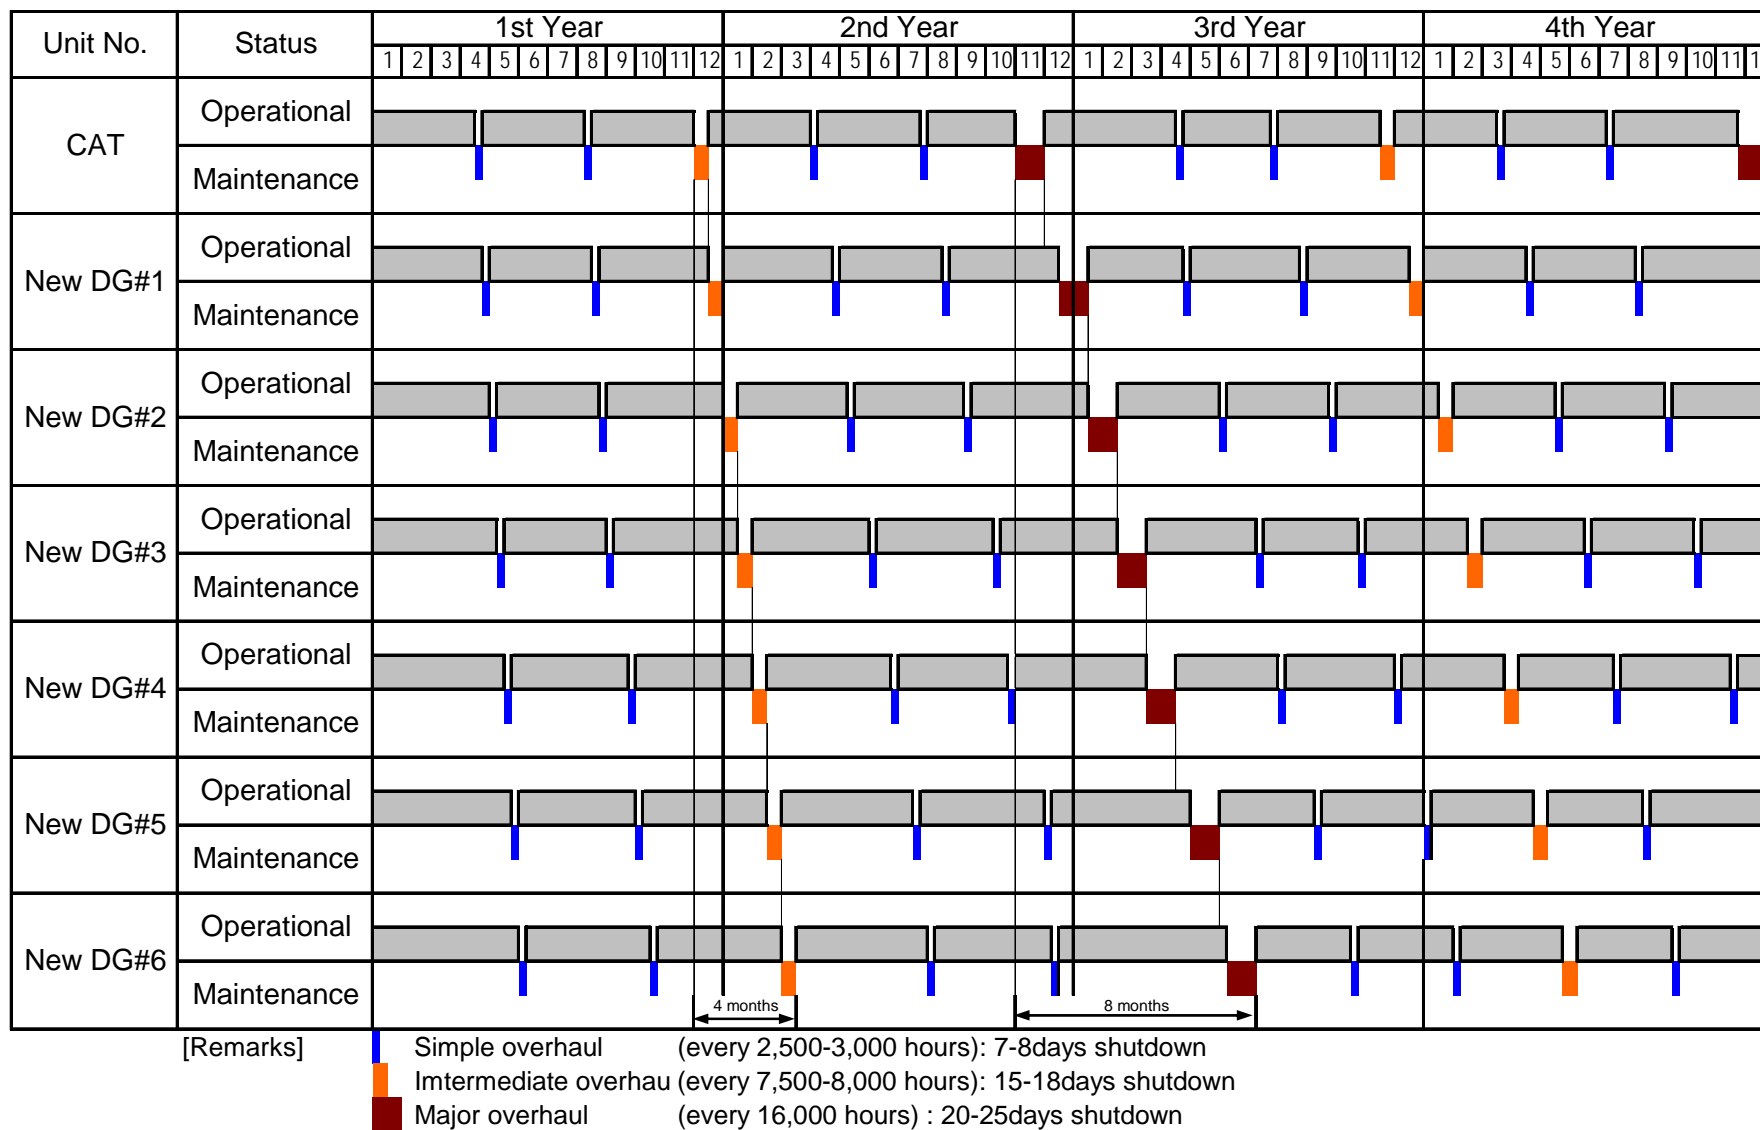 Unit No. Status 1st Year 2nd Year 3rd Year 4th Year
1 2 3 4 5 6 7 8 9 10 11 12 1 2 3 4 5 6 7 8 9 10 11 12 1 2 3 4 5 6 7 8 9 10 11 12 1 2 3 4 5 6 7 8 9 10 11 1
CAT
Operational
Maintenance
New DG#1
Operational
Maintenance
New DG#2
Operational
Maintenance
New DG#3
Operational
Maintenance
New DG#4
Operational
Maintenance
New DG#5
Operational
Maintenance
New DG#6
Operational
Maintenance
4 months 8 months
[Remarks] Simple overhaul (every 2,500-3,000 hours): 7-8days shutdown
Imtermediate overhau (every 7,500-8,000 hours): 15-18days shutdown
Major overhaul (every 16,000 hours) : 20-25days shutdown